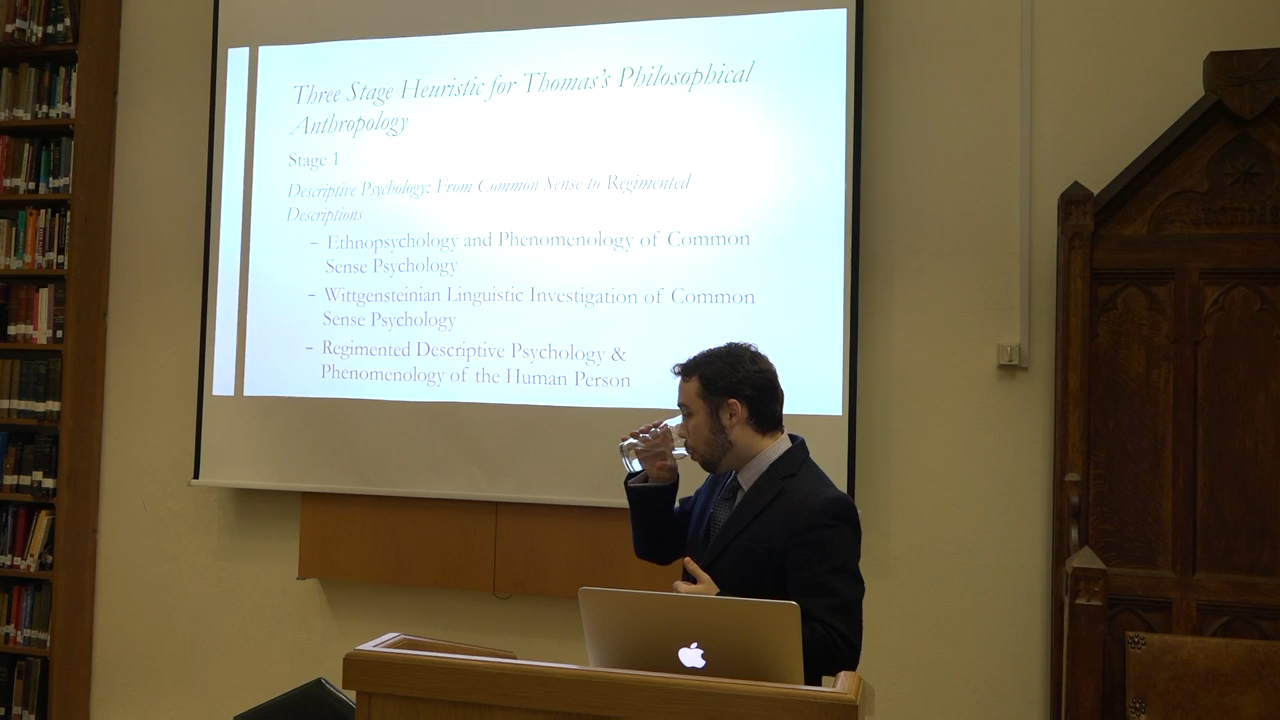 Three Stage Heuristic for Thomas's Philosophical
Anthropology
Stage 1
Descriptive Psychology: From Common Sense to Regimented
Descriptions
– Ethnopsychology and Phenomenology of Common
Sense Psychology
– Wittgensteinian Linguistic Investigation of Common
Sense Psychology
– Regimented Descriptive Psychology &
Phenomenology of the Human Person